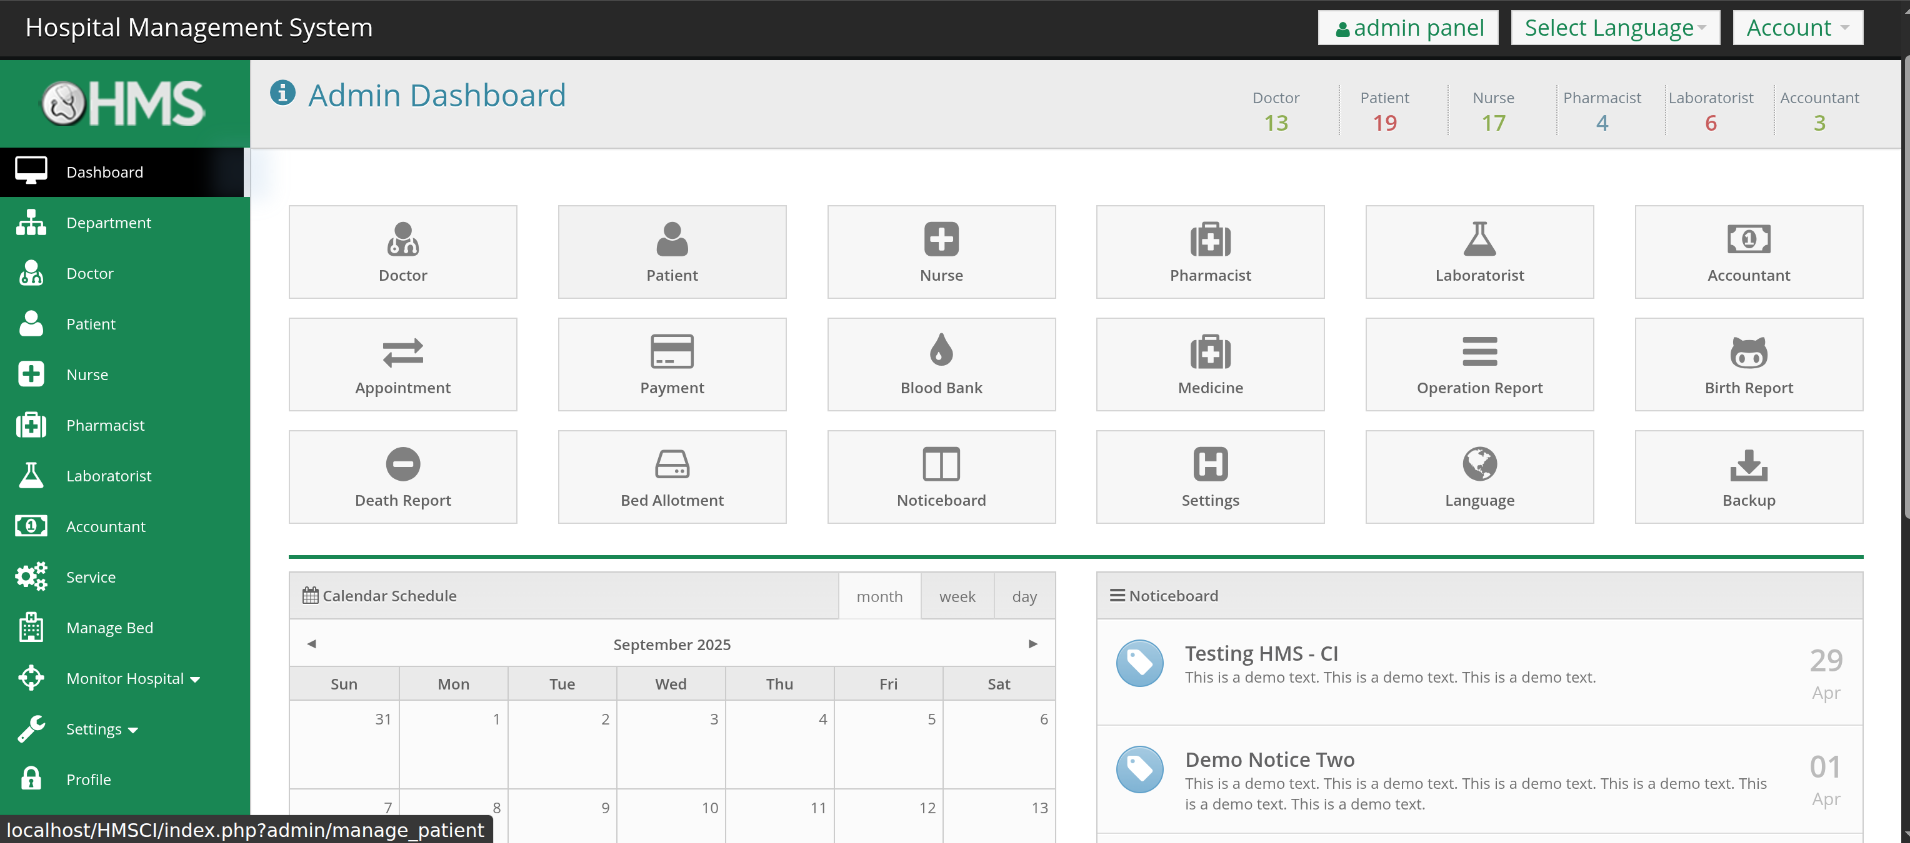 Hospital Management System
admin panel
Select Language
Account
HMS
Admin Dashboard
Doctor
13
Patient
19
Nurse
17
Pharmacist
4
Laboratorist
6
Accountant
3
Dashboard
Department
Doctor
Patient
Nurse
Pharmacist
Laboratorist
Accountant
Service
Manage Bed
Monitor Hospital
Settings
Profile
Doctor
Patient
Nurse
Pharmacist
Laboratorist
Accountant
Appointment
Payment
Blood Bank
Medicine
Operation Report
Birth Report
Death Report
Bed Allotment
Noticeboard
Settings
Language
Backup
Calendar Schedule
month
week
day
September 2025
Sun Mon Tue Wed Thu Fri Sat
31 1 2 3 4 5 6
7 8 9 10 11 12 13
Noticeboard
Testing HMS - CI
This is a demo text. This is a demo text. This is a demo text.
29
Apr
Demo Notice Two
This is a demo text. This is a demo text. This is a demo text. This is a demo text. This
is a demo text. This is a demo text.
01
Apr
localhost/HMSCI/index.php?admin/manage_patient